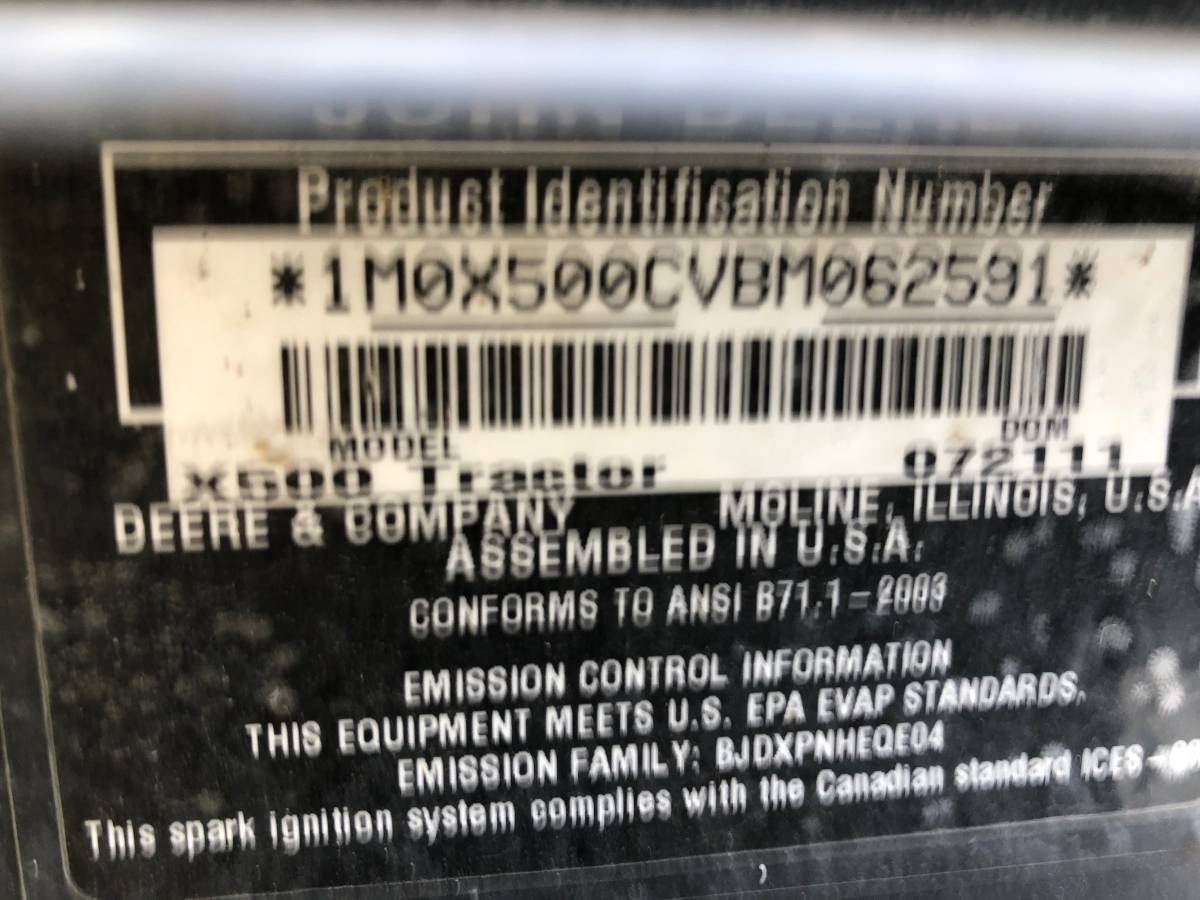 JOHN DEERE
Product Identification Number
*1M0X500CVBM062591*
MODEL DOM
X500 Tractor 072111
DEERE & COMPANY MOLINE, ILLINOIS, U.S.A
ASSEMBLED IN U.S.A.
CONFORMS TO ANSI B71.1-2003
EMISSION CONTROL INFORMATION
THIS EQUIPMENT MEETS U.S. EPA EVAP STANDARDS.
EMISSION FAMILY: BJDXPNHEQE04
This spark ignition system complies with the Canadian standard